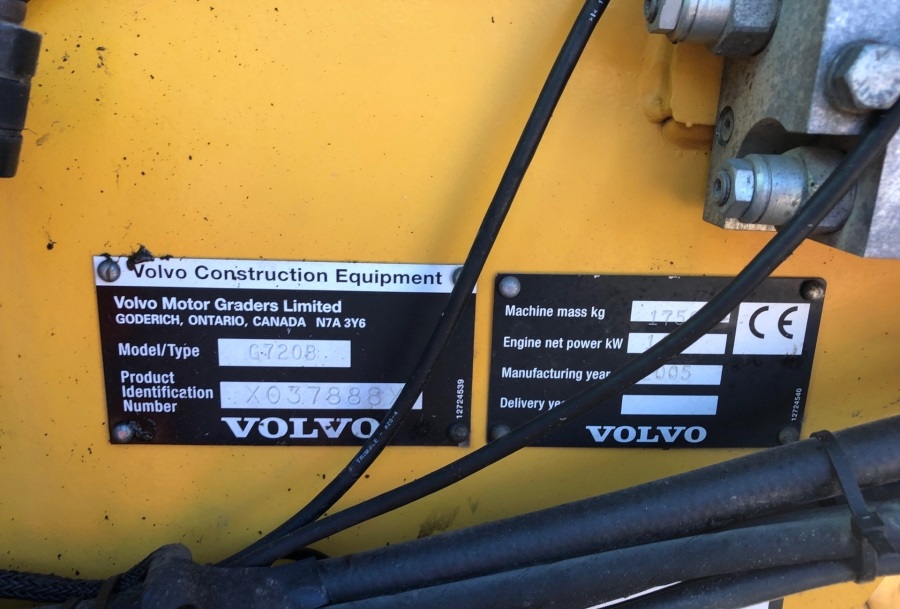 Volvo Construction Equipment
Volvo Motor Graders Limited
GODERICH, ONTARIO, CANADA N7A 3Y6
Model/Type G720B
Product
Identification
Number X037888X
12724539
VOLVO
Machine mass kg
Engine net power kW
Manufacturing year
Delivery
CE
12724540
VOLVO